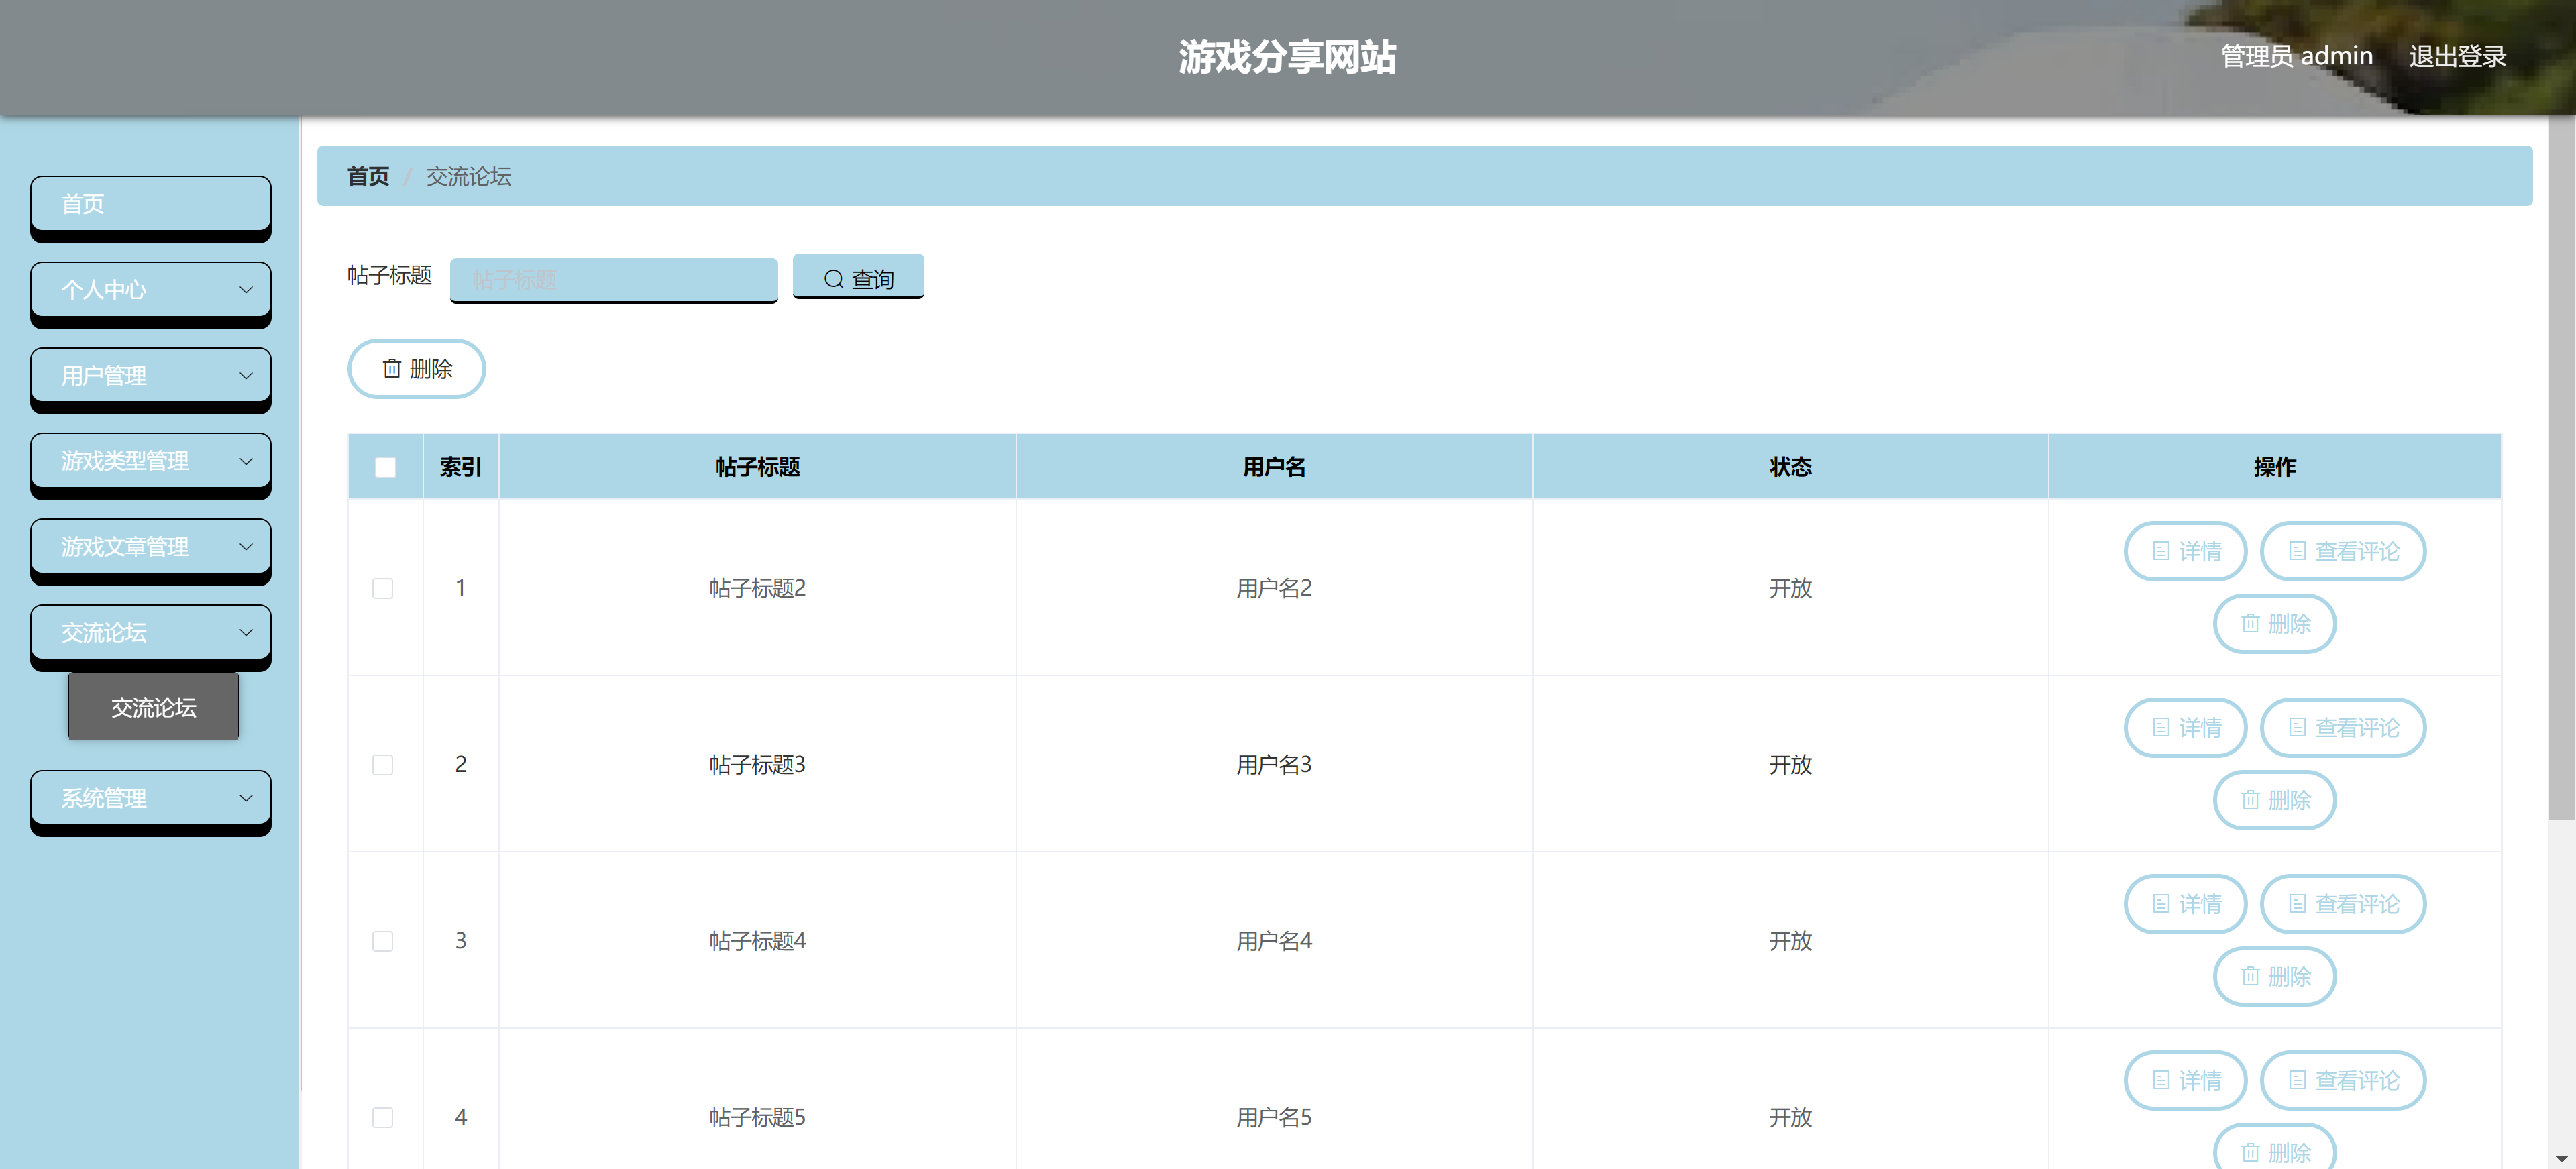 游戏分享网站
管理员 admin 退出登录
首页
个人中心
用户管理
游戏类型管理
游戏文章管理
交流论坛
交流论坛
系统管理
首页 / 交流论坛
帖子标题 帖子标题 查询
删除
索引 帖子标题 用户名 状态 操作
1 帖子标题2 用户名2 开放 详情 查看评论
删除
2 帖子标题3 用户名3 开放 详情 查看评论
删除
3 帖子标题4 用户名4 开放 详情 查看评论
删除
4 帖子标题5 用户名5 开放 详情 查看评论
删除